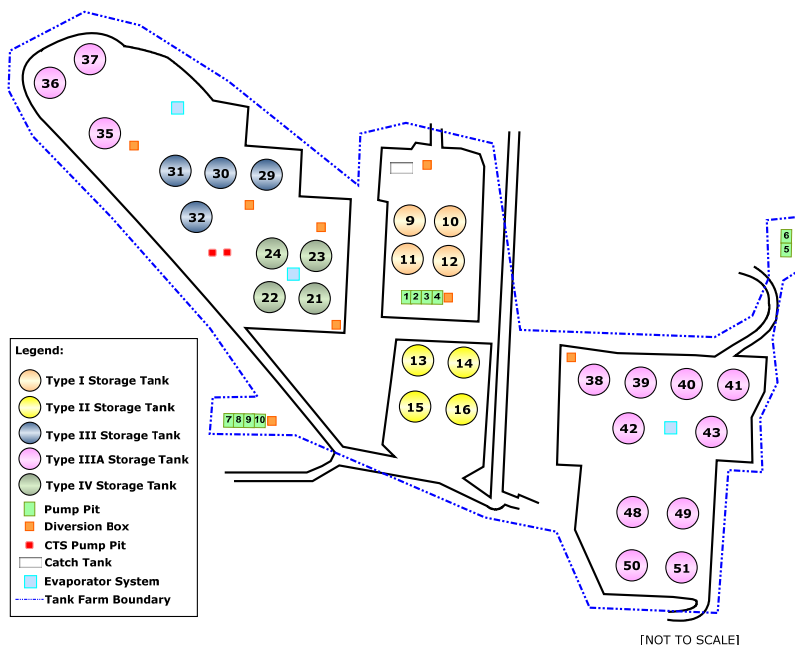 37
36
35
31
30
29
32
24
23
22
21
9
10
11
12
1 2 3 4
6
5
13
14
15
16
38
39
40
41
42
43
7 8 9 10
48
49
50
51
Legend:
Type I Storage Tank
Type II Storage Tank
Type III Storage Tank
Type IIIA Storage Tank
Type IV Storage Tank
Pump Pit
Diversion Box
CTS Pump Pit
Catch Tank
Evaporator System
Tank Farm Boundary
[NOT TO SCALE]